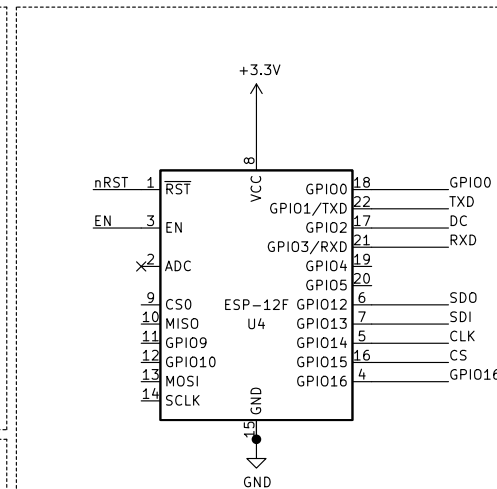 +3.3V
8
VCC
nRST 1 RST GPIO0 18 GPIO0
GPIO1/TXD 22 TXD
EN 3 EN GPIO2 17 DC
GPIO3/RXD 21 RXD
2 ADC GPIO4 19
GPIO5 20
9 CS0 ESP-12F GPIO12 6 SDO
10 MISO U4 GPIO13 7 SDI
11 GPIO9 GPIO14 5 CLK
12 GPIO10 GPIO15 16 CS
13 MOSI GPIO16 4 GPIO16
14 SCLK
GND
15
GND